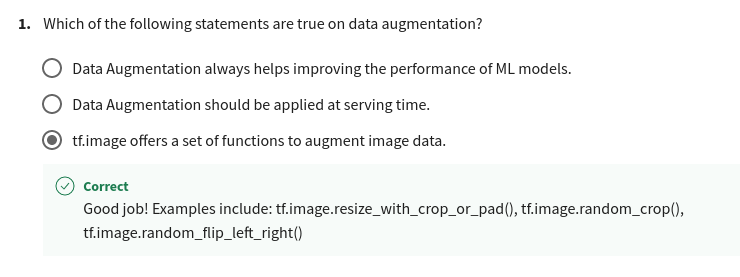 1. Which of the following statements are true on data augmentation?
Data Augmentation always helps improving the performance of ML models.
Data Augmentation should be applied at serving time.
tf.image offers a set of functions to augment image data.
Correct
Good job! Examples include: tf.image.resize_with_crop_or_pad(), tf.image.random_crop(),
tf.image.random_flip_left_right()